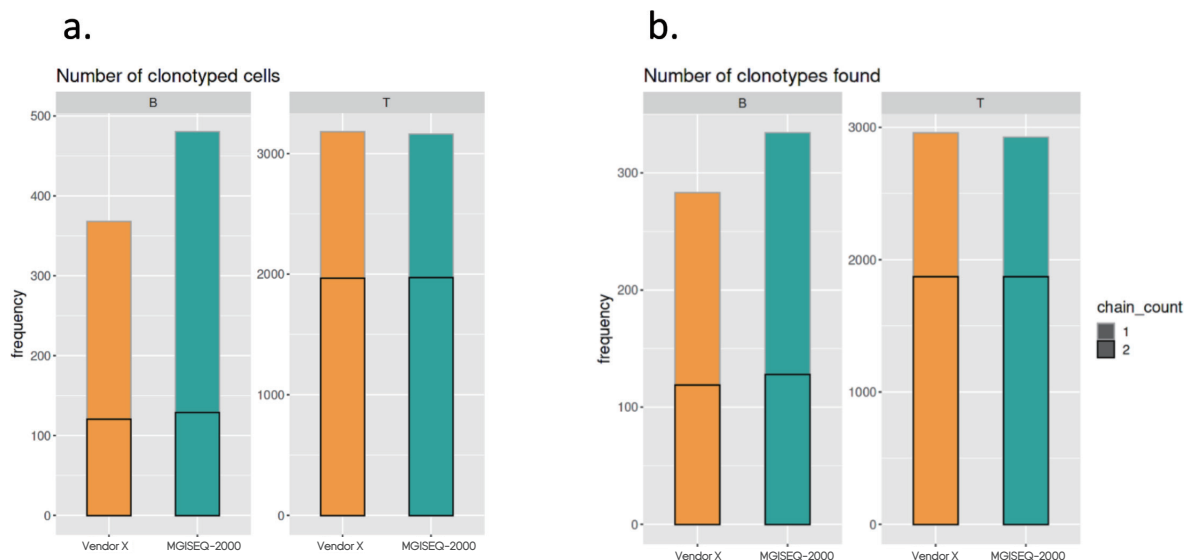 a.
Number of clonotyped cells
B
T
frequency
500
400
300
200
100
0
3000
2000
1000
0
Vendor X
MGISEQ-2000
Vendor X
MGISEQ-2000
b.
Number of clonotypes found
B
T
frequency
300
200
100
0
3000
2000
1000
0
Vendor X
MGISEQ-2000
Vendor X
MGISEQ-2000
chain_count
1
2